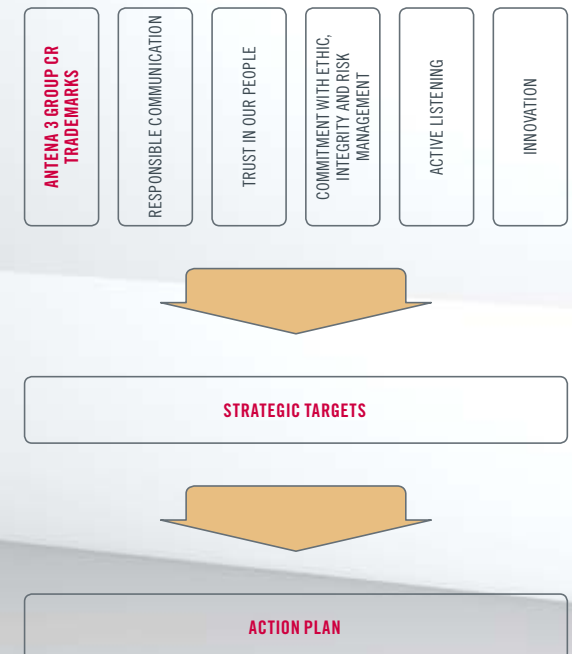 ANTENA 3 GROUP CR
TRADEMARKS
RESPONSIBLE COMMUNICATION
TRUST IN OUR PEOPLE
COMMITMENT WITH ETHIC,
INTEGRITY AND RISK
MANAGEMENT
ACTIVE LISTENING
INNOVATION
STRATEGIC TARGETS
ACTION PLAN